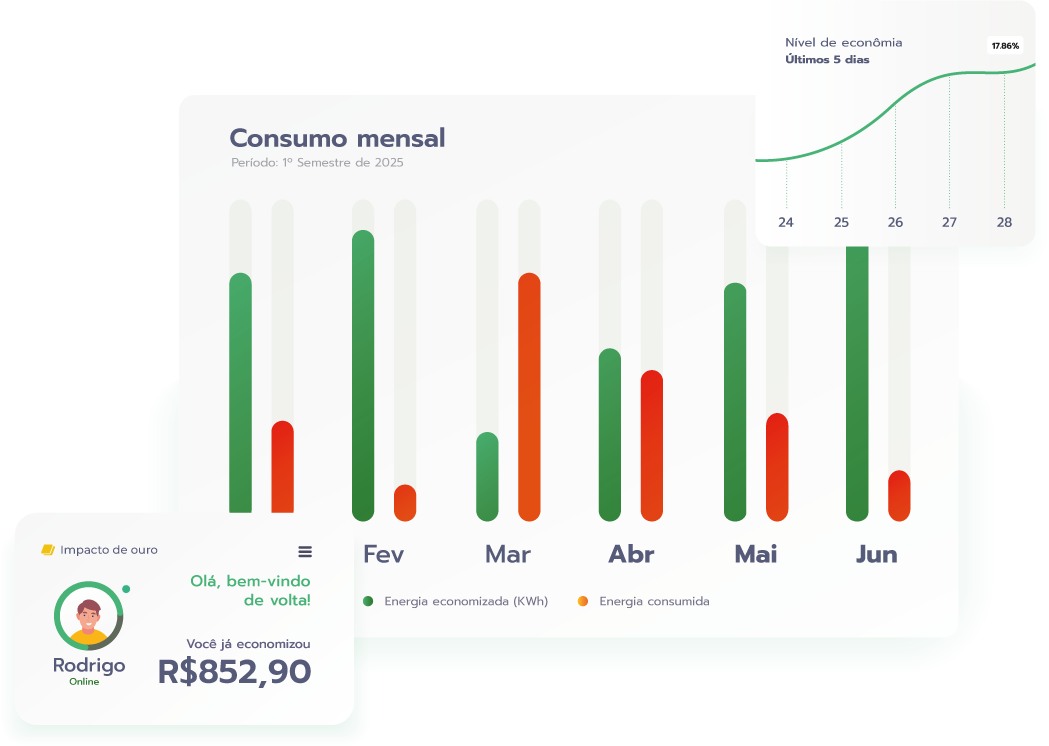 Nível de econômia
Últimos 5 dias
17.86%
24 25 26 27 28
Consumo mensal
Período: 1º Semestre de 2025
Fev Mar Abr Mai Jun
Energia economizada (KWh) Energia consumida
Impacto de ouro
Olá, bem-vindo
de volta!
Você já economizou
R$852,90
Rodrigo
Online